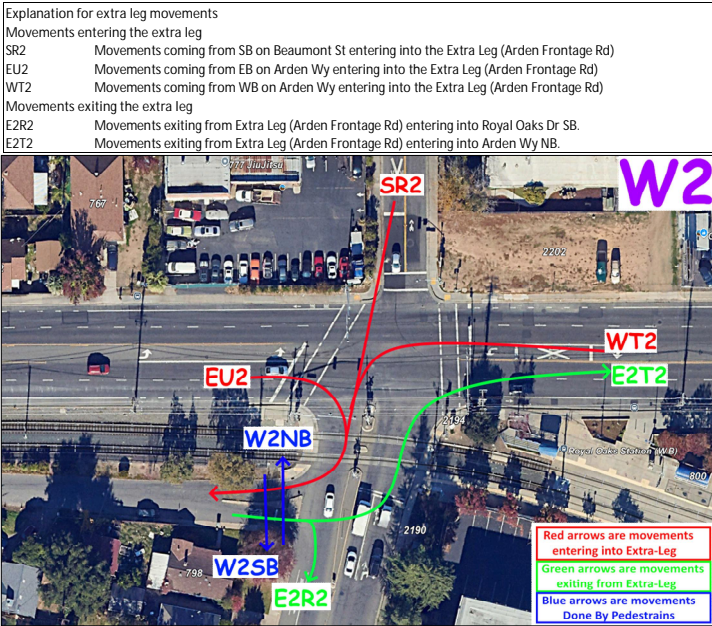 Explanation for extra leg movements
Movements entering the extra leg
SR2 Movements coming from SB on Beaumont St entering into the Extra Leg (Arden Frontage Rd)
EU2 Movements coming from EB on Arden Wy entering into the Extra Leg (Arden Frontage Rd)
WT2 Movements coming from WB on Arden Wy entering into the Extra Leg (Arden Frontage Rd)
Movements exiting the extra leg
E2R2 Movements exiting from Extra Leg (Arden Frontage Rd) entering into Royal Oaks Dr SB.
E2T2 Movements exiting from Extra Leg (Arden Frontage Rd) entering into Arden Wy NB.
777 JiuJitsu
W2
SR2
767
2202
WT2
EU2
E2T2
2194
W2NB
Royal Oaks Station (WB)
800
2190
W2SB
798
E2R2
Red arrows are movements
entering into Extra-Leg
Green arrows are movements
exiting from Extra-Leg
Blue arrows are movements
Done By Pedestrains